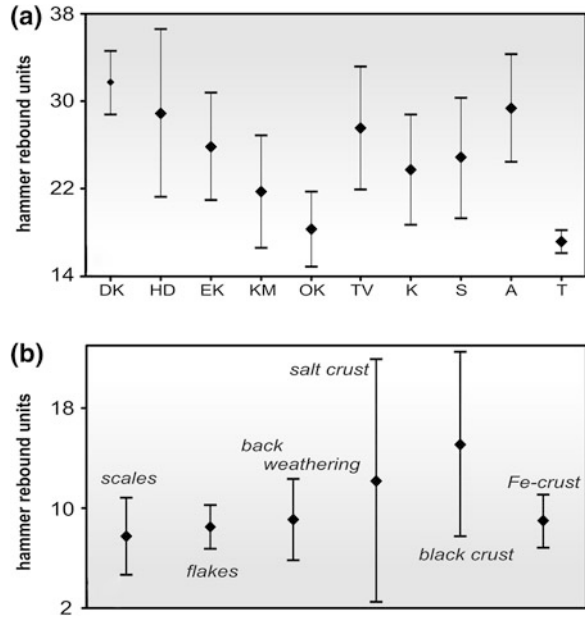 (a)
hammer rebound units
38
30
22
14
DK HD EK KM OK TV K S A T
(b)
hammer rebound units
18
10
2
scales
flakes
back
weathering
salt crust
black crust
Fe-crust